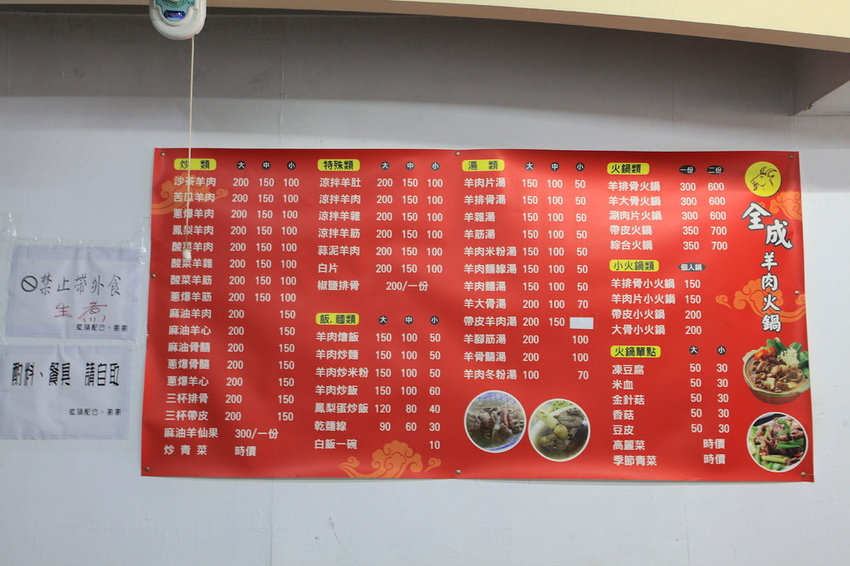 禁止帶外食
生煮
敬請配合。謝謝
酌料、餐具 請自取
敬請配合。謝謝
炒 類 大 中 小
沙茶羊肉 200 150 100
苦瓜羊肉 200 150 100
蔥爆羊肉 200 150 100
鳳梨羊肉 200 150 100
酸菜羊肉 200 150 100
酸菜羊雜 200 150 100
酸菜羊筋 200 150 100
蔥爆羊筋 200 150 100
麻油羊肉 200 150
麻油羊心 200 150
麻油骨髓 200 150
蔥爆骨髓 200 150
蔥爆羊心 200 150
三杯排骨 200 150
三杯帶皮 200 150
麻油羊仙果 300/一份
炒 青 菜 時價
特殊類 大 中 小
涼拌羊肚 200 150 100
涼拌羊肉 200 150 100
涼拌羊雜 200 150 100
涼拌羊筋 200 150 100
蒜泥羊肉 200 150 100
白片 200 150 100
椒鹽排骨 200/一份
飯.麵類 大 中 小
羊肉燴飯 150 100 50
羊肉炒麵 150 100 50
羊肉炒米粉 150 100 50
羊肉炒飯 150 100 60
鳳梨蛋炒飯 120 80 40
乾麵線 90 60 30
白飯一碗 10
湯 類 大 中 小
羊肉片湯 150 100 50
羊排骨湯 150 100 50
羊雜湯 150 100 50
羊筋湯 150 100 50
羊肉米粉湯 150 100 50
羊肉麵線湯 150 100 50
羊肉麵湯 150 100 50
羊大骨湯 200 100 70
帶皮羊肉湯 200 150
羊腳筋湯 200 100
羊骨髓湯 200 100
羊肉冬粉湯 100 70
火鍋類 一份 二份
羊排骨火鍋 300 600
羊大骨火鍋 300 600
涮肉片火鍋 300 600
帶皮火鍋 350 700
綜合火鍋 350 700
小火鍋類 個人鍋
羊排骨小火鍋 150
羊肉片小火鍋 150
帶皮小火鍋 200
大骨小火鍋 200
火鍋單點 大 小
凍豆腐 50 30
米血 50 30
金針菇 50 30
香菇 50 30
豆皮 50 30
高麗菜 時價
季節青菜 時價
全成羊肉火鍋